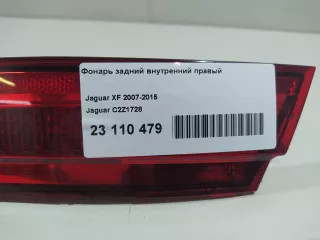 Фонарь задний внутренний правый
Jaguar XF 2007-2015
Jaguar C2Z1728
23 110 479